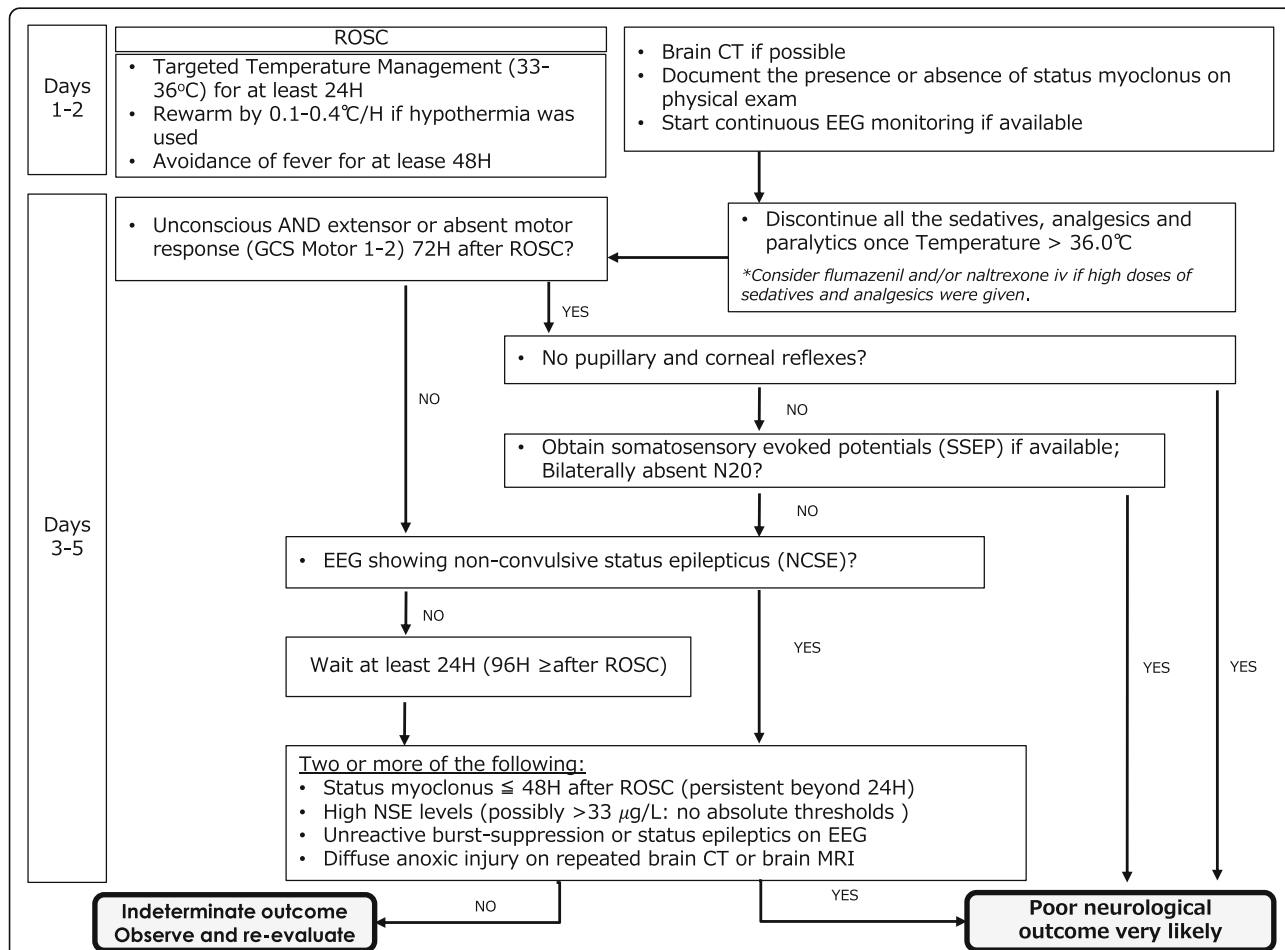 Days
1-2
ROSC
• Targeted Temperature Management (33-
36°C) for at least 24H
• Rewarm by 0.1-0.4℃/H if hypothermia was
used
• Avoidance of fever for at lease 48H
• Brain CT if possible
• Document the presence or absence of status myoclonus on
physical exam
• Start continuous EEG monitoring if available
Days
3-5
• Unconscious AND extensor or absent motor
response (GCS Motor 1-2) 72H after ROSC?
• Discontinue all the sedatives, analgesics and
paralytics once Temperature > 36.0℃
*Consider flumazenil and/or naltrexone iv if high doses of
sedatives and analgesics were given.
YES
• No pupillary and corneal reflexes?
NO
NO
• Obtain somatosensory evoked potentials (SSEP) if available;
Bilaterally absent N20?
NO
• EEG showing non-convulsive status epilepticus (NCSE)?
NO
YES
Wait at least 24H (96H ≥after ROSC)
YES
YES
Two or more of the following:
• Status myoclonus ≦ 48H after ROSC (persistent beyond 24H)
• High NSE levels (possibly >33 μg/L: no absolute thresholds )
• Unreactive burst-suppression or status epileptics on EEG
• Diffuse anoxic injury on repeated brain CT or brain MRI
NO
YES
Indeterminate outcome
Observe and re-evaluate
Poor neurological
outcome very likely